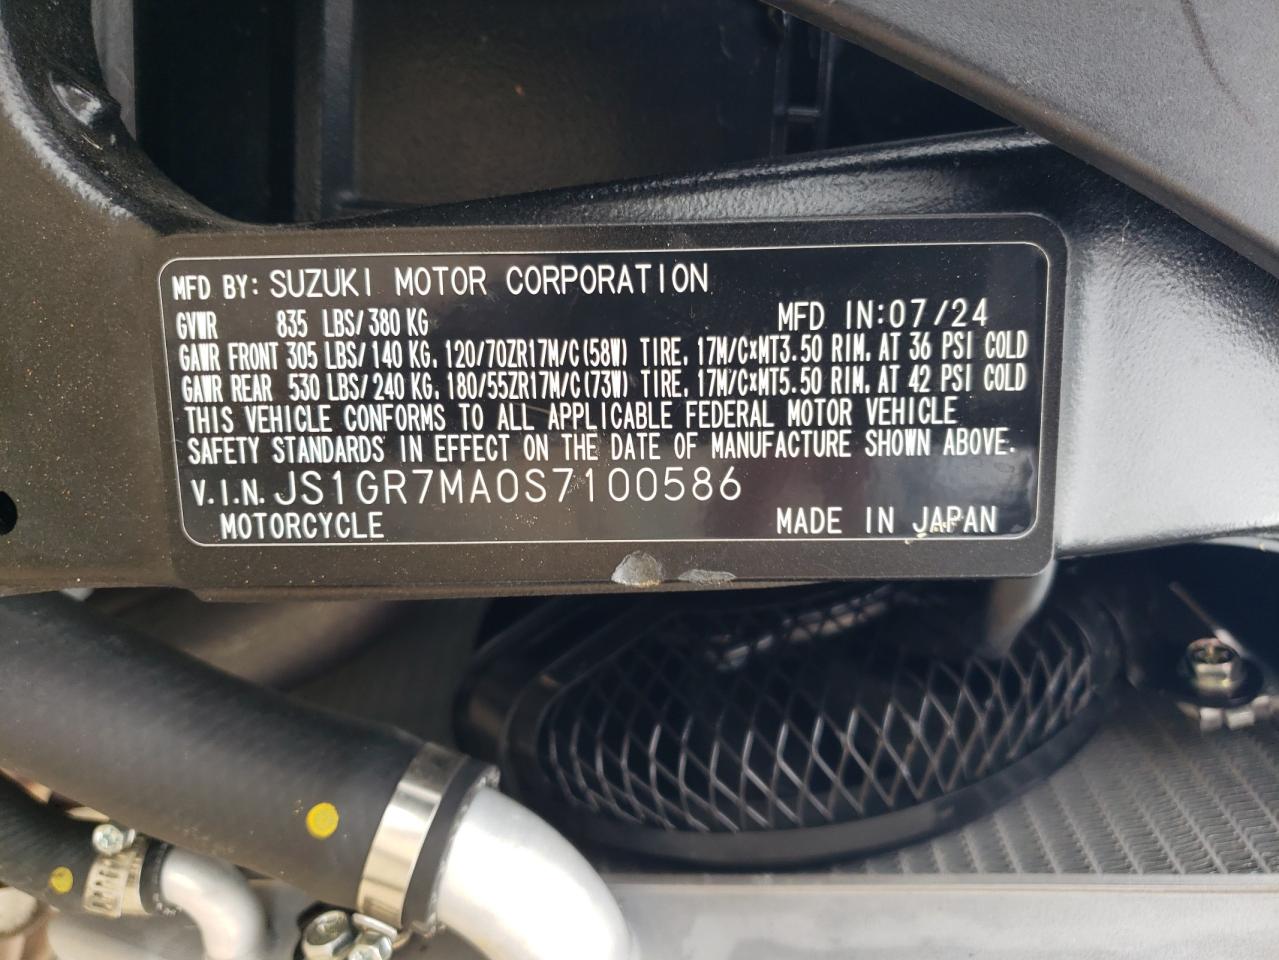 MFD BY: SUZUKI MOTOR CORPORATION
GVWR 835 LBS/380 KG MFD IN:07/24
GAWR FRONT 305 LBS/140 KG. 120/70ZR17M/C(58W) TIRE. 17M/C×MT3.50 RIM. AT 36 PSI COLD
GAWR REAR 530 LBS/240 KG. 180/55ZR17M/C(73W) TIRE. 17M/C×MT5.50 RIM. AT 42 PSI COLD
THIS VEHICLE CONFORMS TO ALL APPLICABLE FEDERAL MOTOR VEHICLE
SAFETY STANDARDS IN EFFECT ON THE DATE OF MANUFACTURE SHOWN ABOVE.
V.I.N. JS1GR7MA0S7100586
MOTORCYCLE MADE IN JAPAN